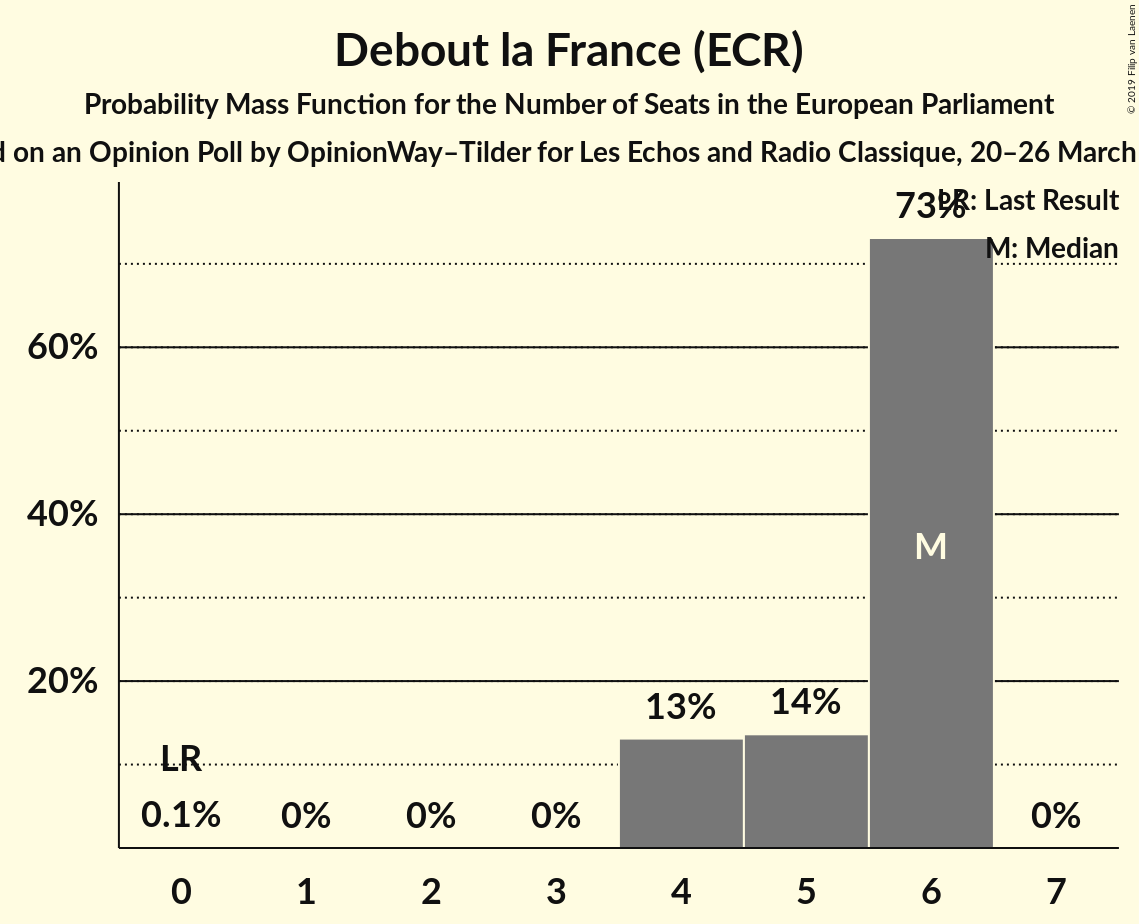 Debout la France (ECR)
Probability Mass Function for the Number of Seats in the European Parliament
on an Opinion Poll by OpinionWay–Tilder for Les Echos and Radio Classique, 20–26 March
© 2019 Filip van Laenen
LR: Last Result
M: Median
73%
60%
40%
M
20%
13%
14%
LR
0.1%
0%
0%
0%
0%
0
1
2
3
4
5
6
7